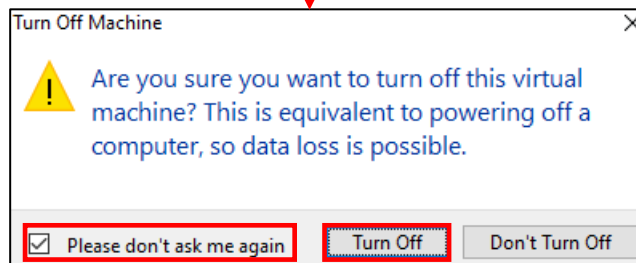 Turn Off Machine
Are you sure you want to turn off this virtual
machine? This is equivalent to powering off a
computer, so data loss is possible.
Please don't ask me again
Turn Off
Don't Turn Off